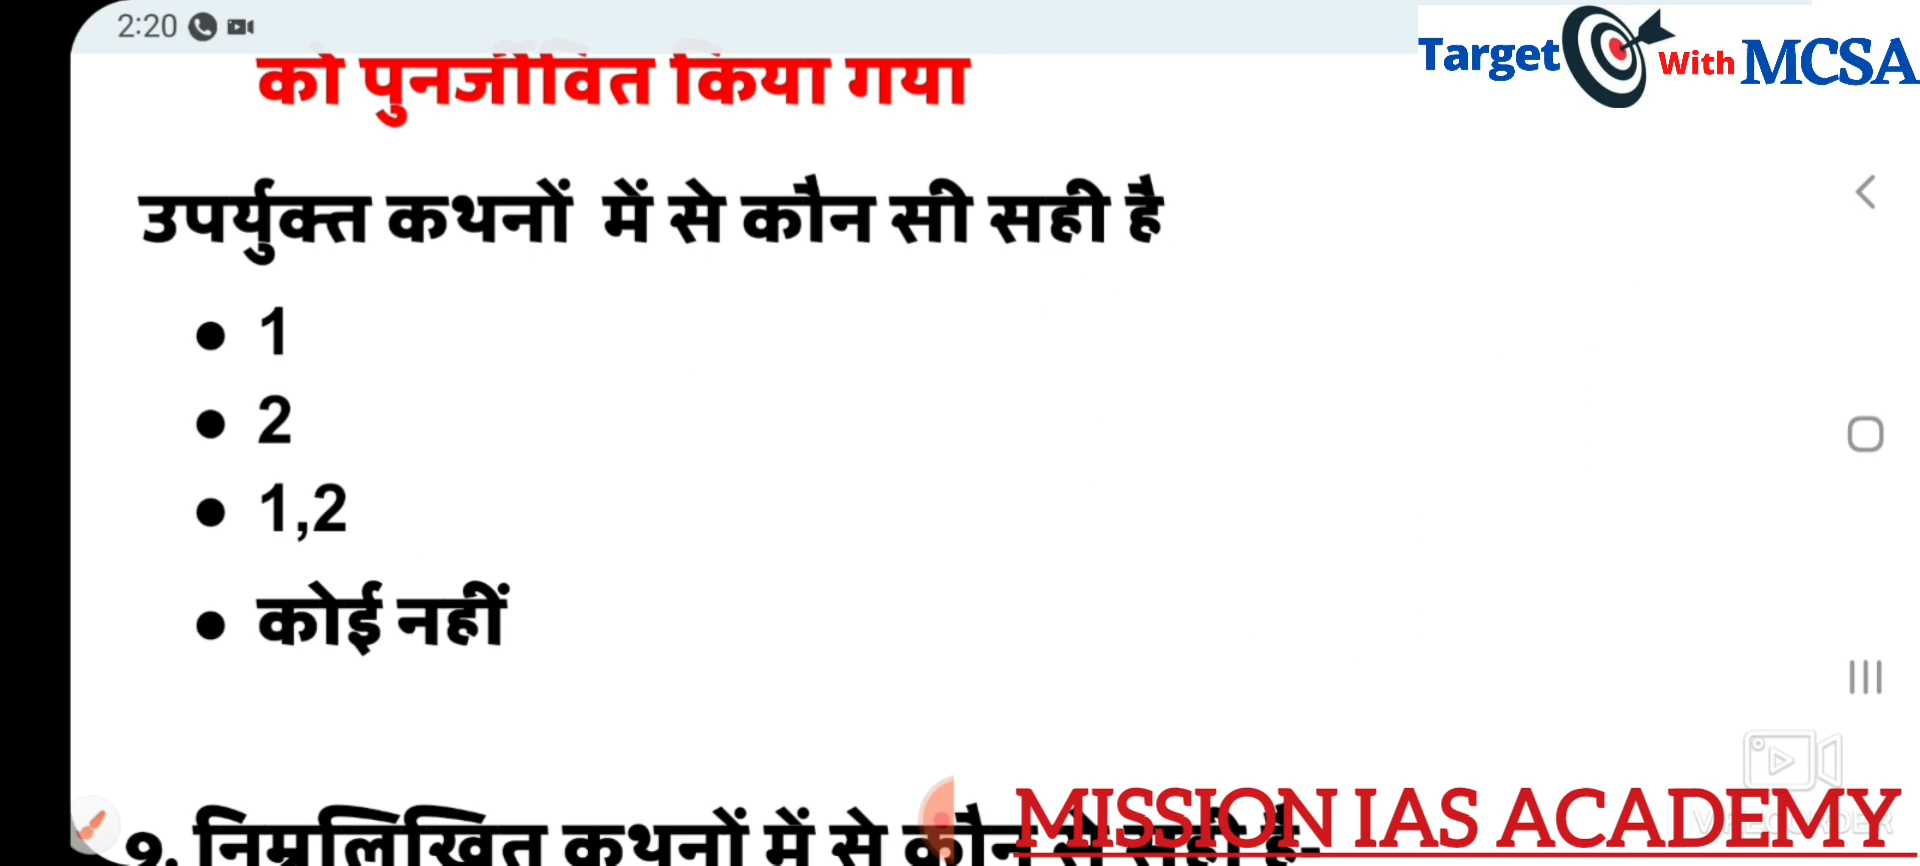 2:20
Target With MCSA
को पुनर्जीवित किया गया
उपर्युक्त कथनों में से कौन सी सही है
● 1
● 2
● 1,2
● कोई नहीं
9. निम्नलिखित कथनों में से कौन
MISSION IAS ACADEMY